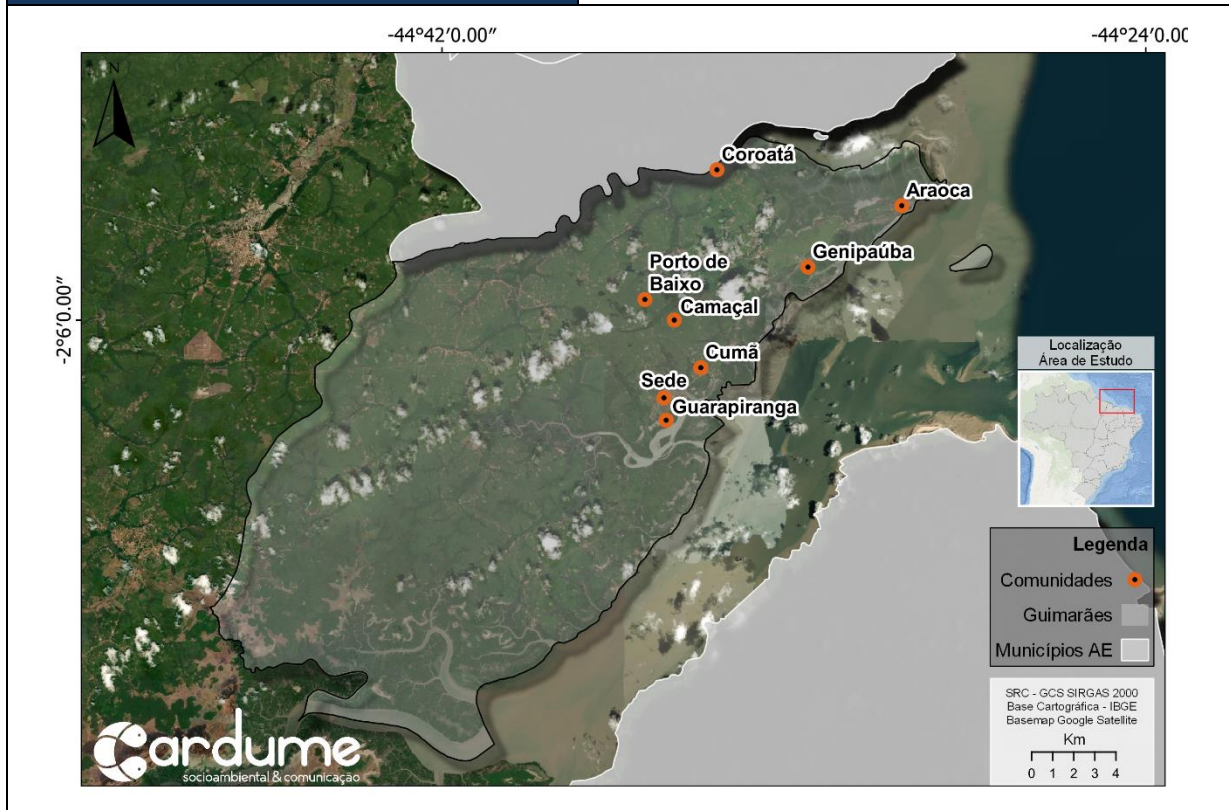 -44°42'0.00"
-44°24'0.00
N
-2°6'0.00"
Coroatá
Araoca
Genipaúba
Porto de
Baixo
Camaçal
Cumã
Sede
Guarapiranga
Localização
Área de Estudo
Legenda
Comunidades
Guimarães
Municípios AE
SRC - GCS SIRGAS 2000
Base Cartográfica - IBGE
Basemap Google Satellite
Km
0 1 2 3 4
Cardume
socioambiental & comunicação